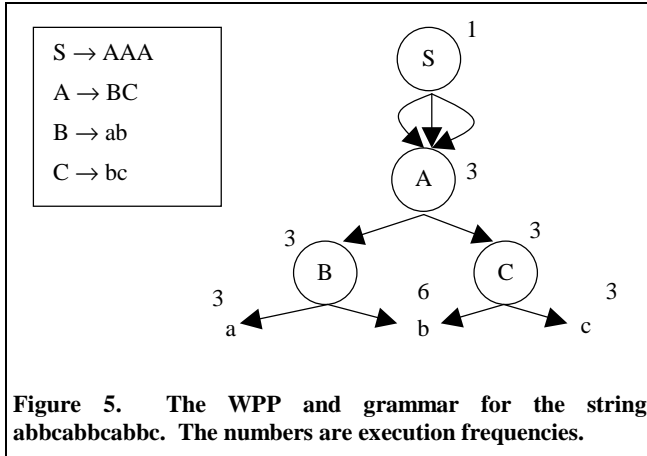 S → AAA
A → BC
B → ab
C → bc
1
S
A
3
3
3
B
C
3
6
3
a
b
c
Figure 5. The WPP and grammar for the string
abbcabbcabbc. The numbers are execution frequencies.